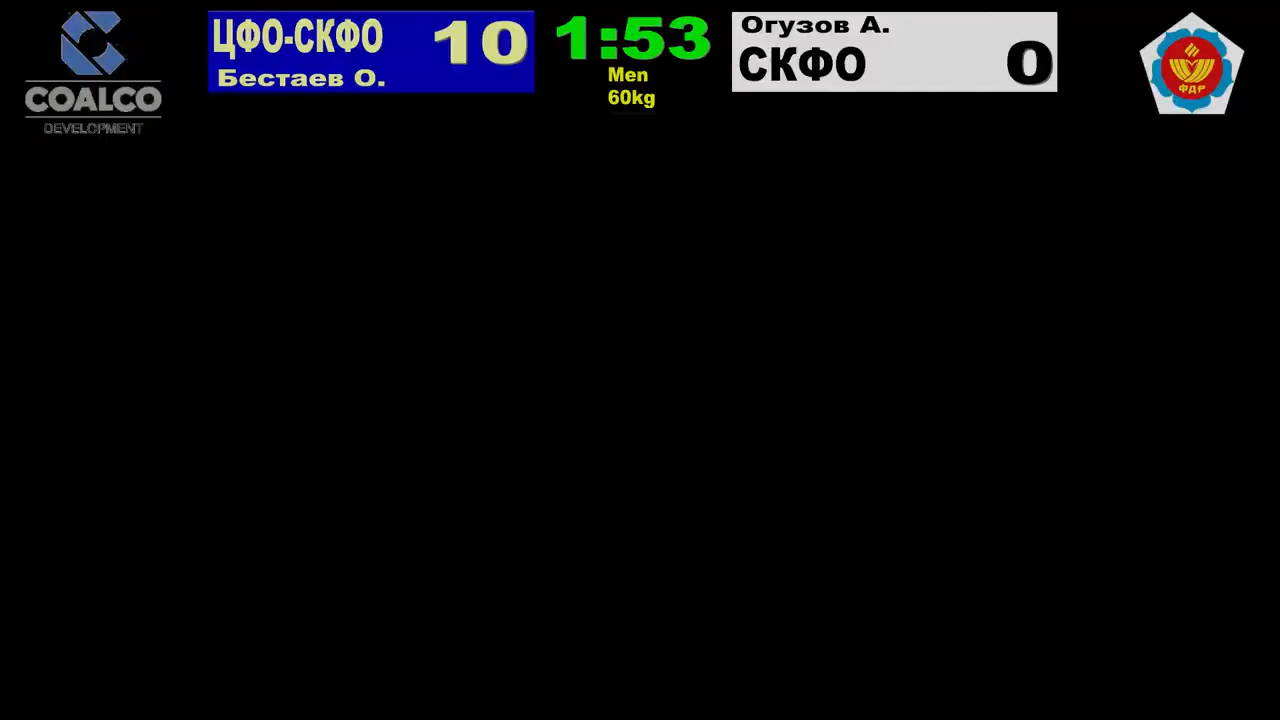 COALCO
DEVELOPMENT
ЦФО-СКФО 10
Бестаев О.
1:53
Men
60kg
Огузов А.
СКФО 0
ФДР